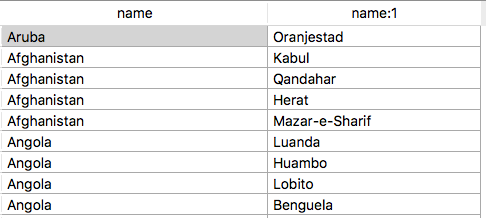 name name:1
Aruba Oranjestad
Afghanistan Kabul
Afghanistan Qandahar
Afghanistan Herat
Afghanistan Mazar-e-Sharif
Angola Luanda
Angola Huambo
Angola Lobito
Angola Benguela